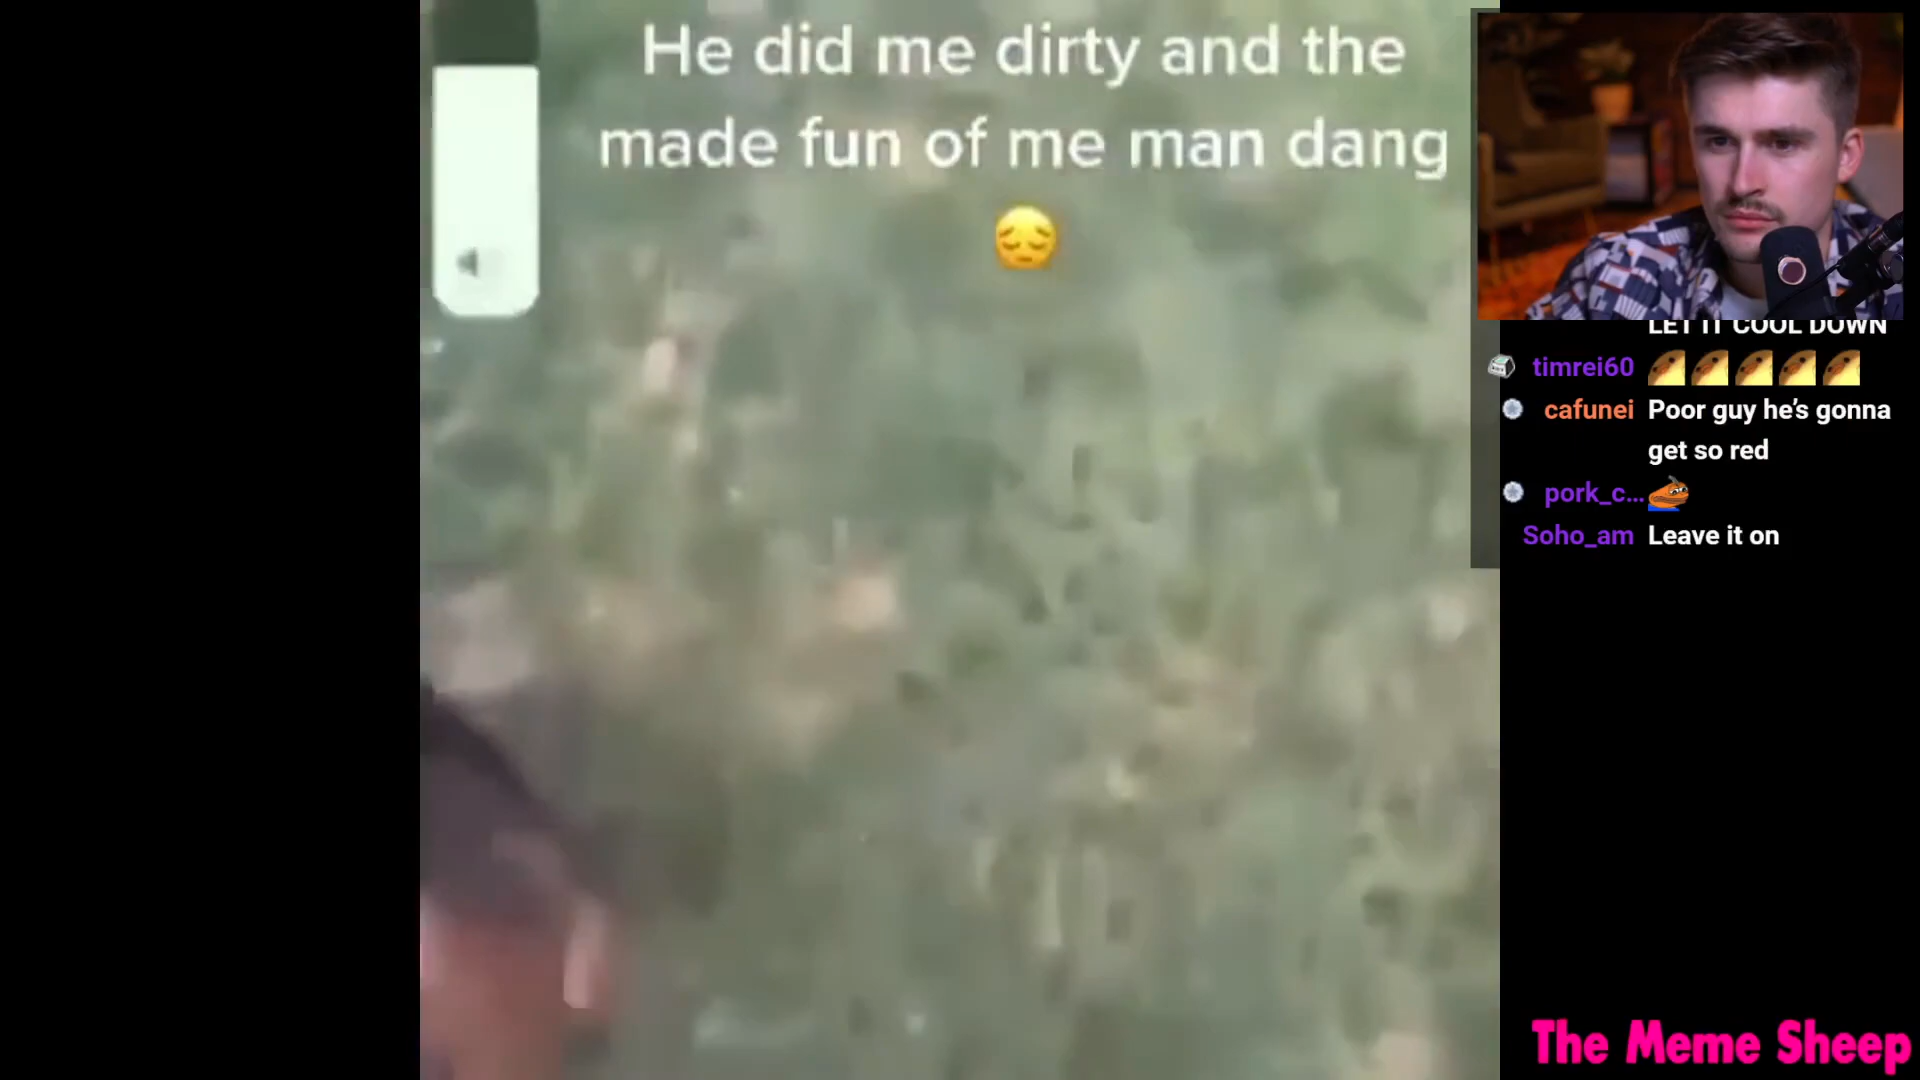 He did me dirty and the
made fun of me man dang
LET IT COOL DOWN
timrei60
cafunei Poor guy he's gonna
get so red
pork_c...
Soho_am Leave it on
The Meme Sheep